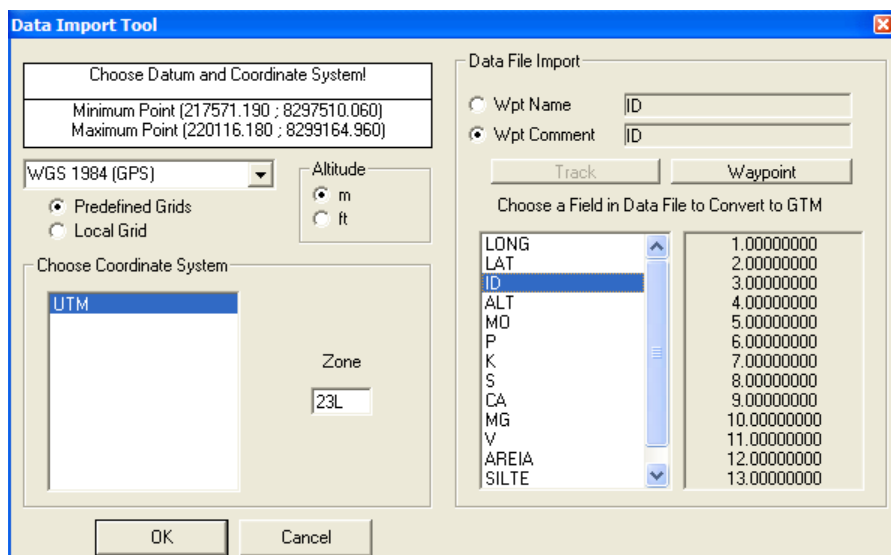 Data Import Tool
Choose Datum and Coordinate System!
Minimum Point (217571.190 ; 8297510.060)
Maximum Point (220116.180 ; 8299164.960)
WGS 1984 (GPS)
Predefined Grids
Local Grid
Altitude
m
ft
Choose Coordinate System
UTM
Zone
23L
OK
Cancel
Data File Import
Wpt Name
ID
Wpt Comment
ID
Track
Waypoint
Choose a Field in Data File to Convert to GTM
LONG
LAT
ID
ALT
MO
P
K
S
CA
MG
V
AREIA
SILTE
1.00000000
2.00000000
3.00000000
4.00000000
5.00000000
6.00000000
7.00000000
8.00000000
9.00000000
10.00000000
11.00000000
12.00000000
13.00000000